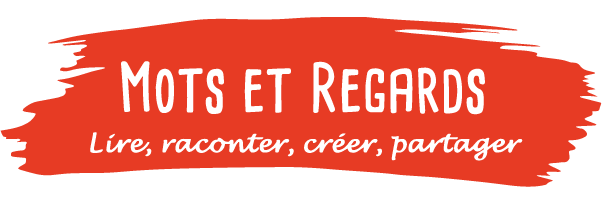 MOTS ET REGARDS
Lire, raconter, créer, partager